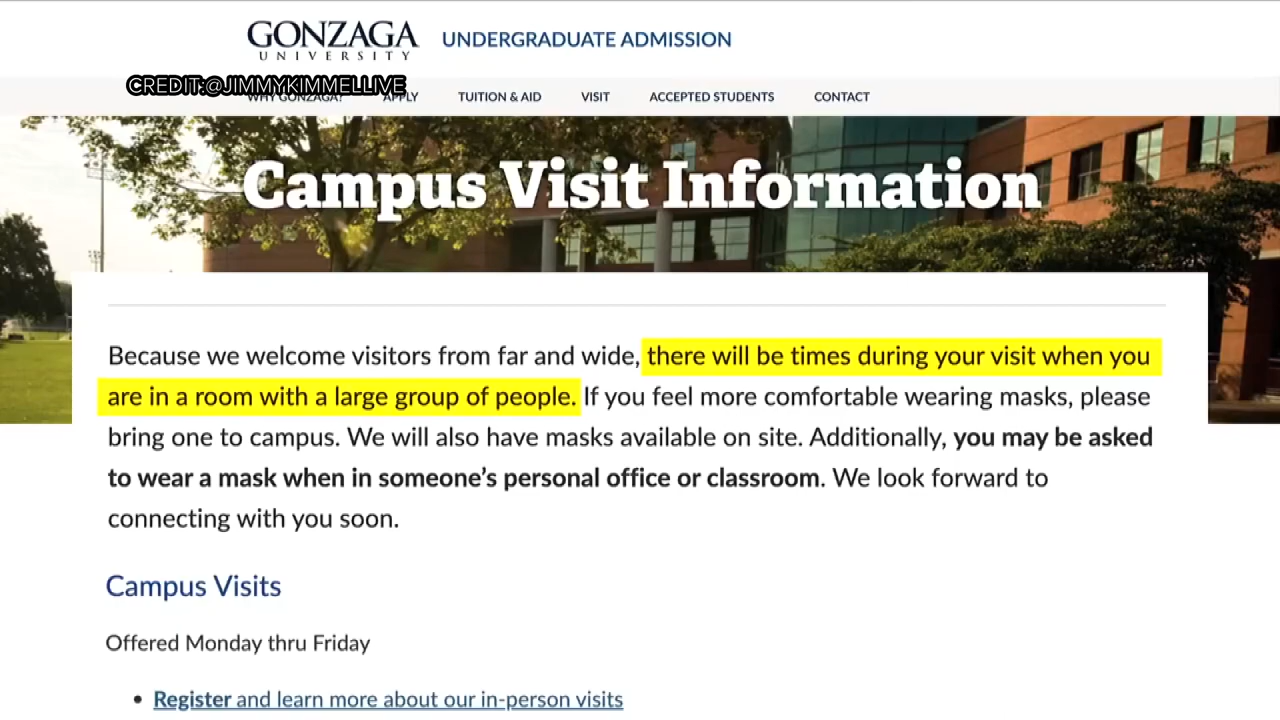 GONZAGA
UNIVERSITY
UNDERGRADUATE ADMISSION
CREDIT:@JIMMYKIMMELLIVE
WHY GONZAGA? APPLY TUITION & AID VISIT ACCEPTED STUDENTS CONTACT
Campus Visit Information
Because we welcome visitors from far and wide, there will be times during your visit when you
are in a room with a large group of people. If you feel more comfortable wearing masks, please
bring one to campus. We will also have masks available on site. Additionally, you may be asked
to wear a mask when in someone’s personal office or classroom. We look forward to
connecting with you soon.
Campus Visits
Offered Monday thru Friday
• Register and learn more about our in-person visits